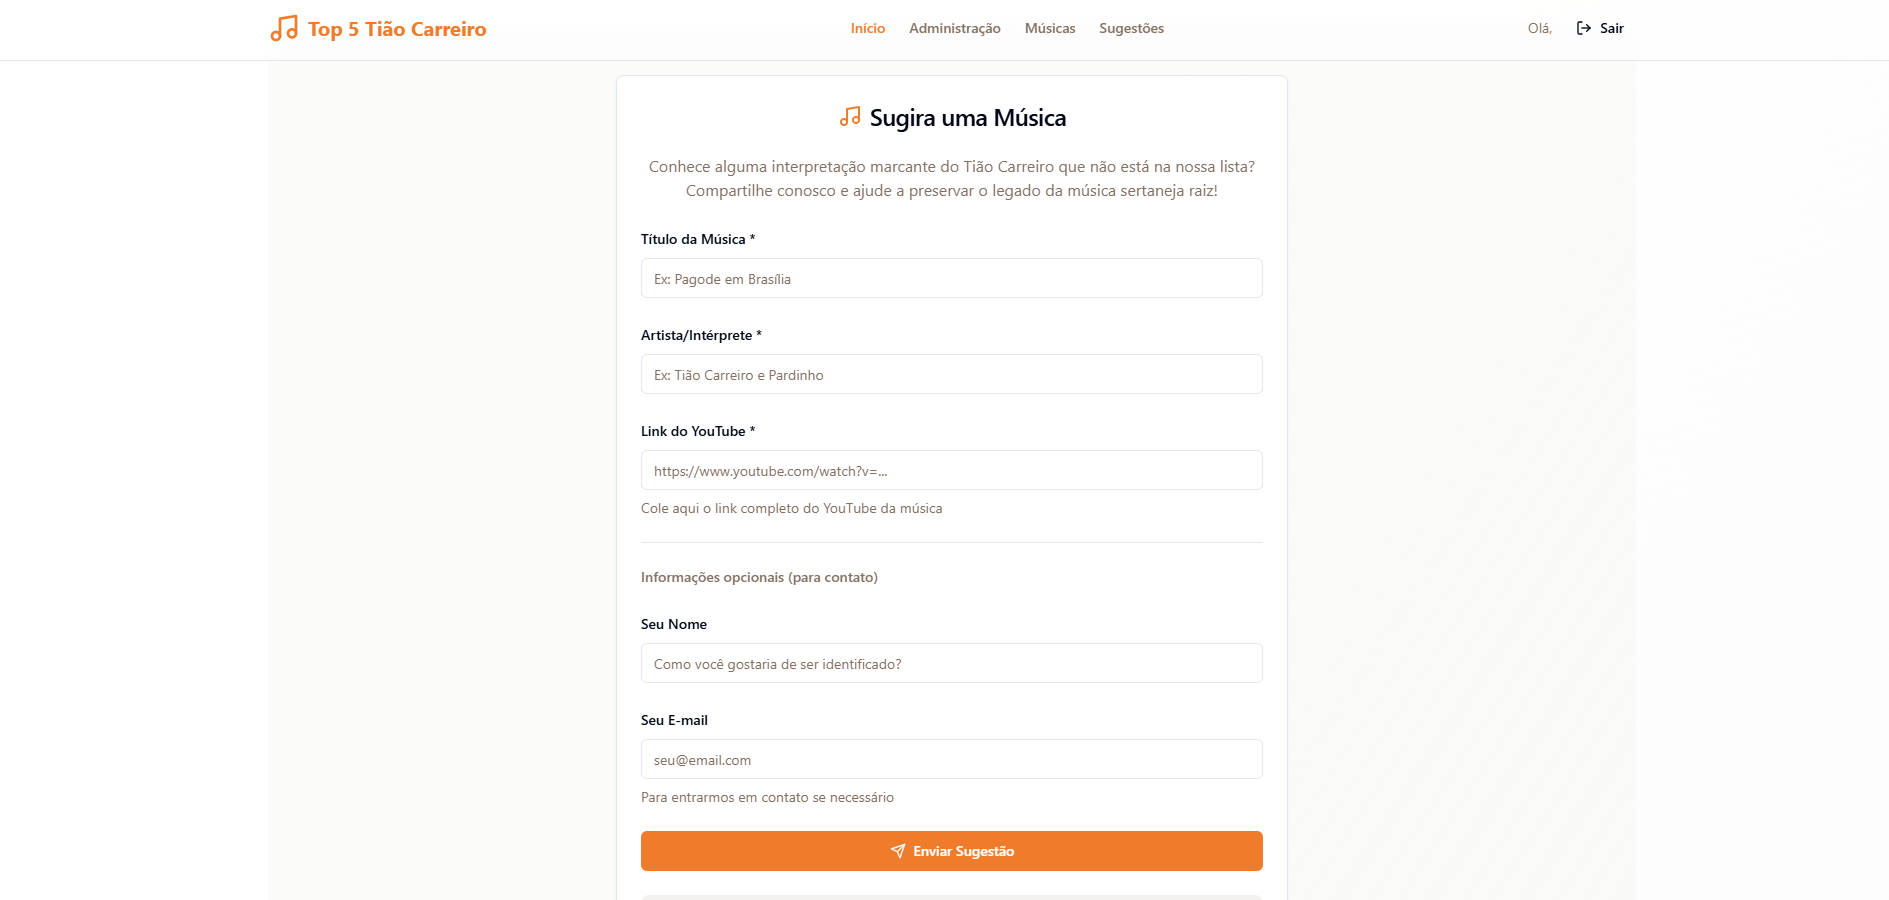 Top 5 Tião Carreiro
Início
Administração
Músicas
Sugestões
Olá,
Sair
Sugira uma Música
Conhece alguma interpretação marcante do Tião Carreiro que não está na nossa lista?
Compartilhe conosco e ajude a preservar o legado da música sertaneja raiz!
Título da Música *
Ex: Pagode em Brasília
Artista/Intérprete *
Ex: Tião Carreiro e Pardinho
Link do YouTube *
https://www.youtube.com/watch?v=...
Cole aqui o link completo do YouTube da música
Informações opcionais (para contato)
Seu Nome
Como você gostaria de ser identificado?
Seu E-mail
seu@email.com
Para entrarmos em contato se necessário
Enviar Sugestão